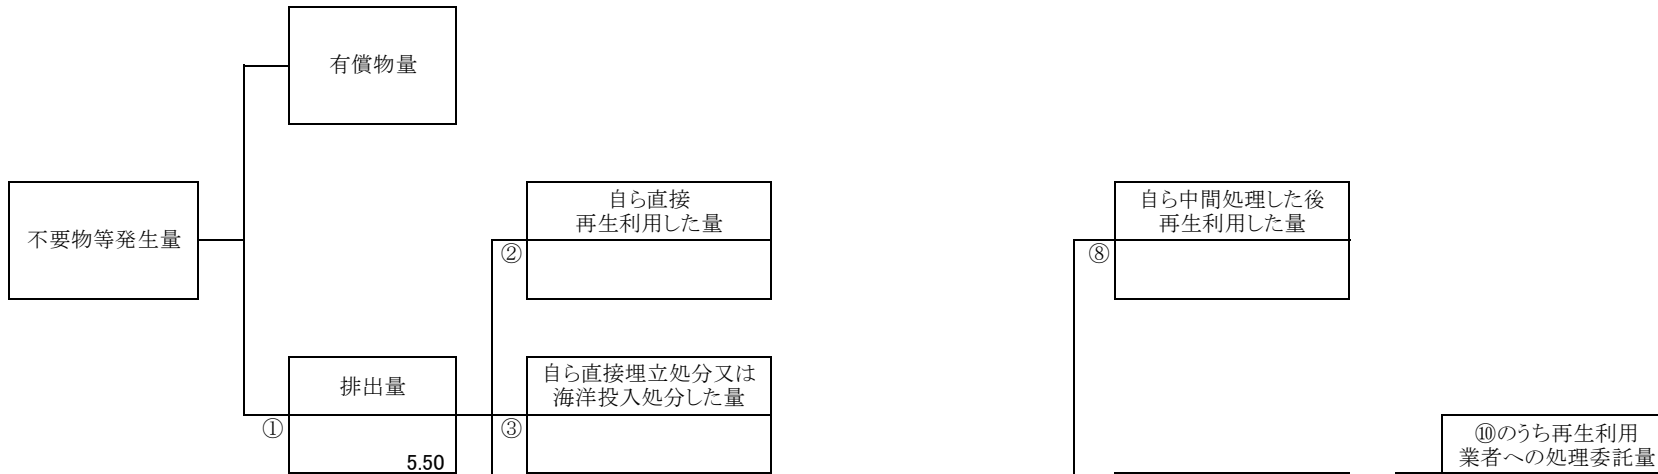 有償物量
不要物等発生量
自ら直接
再生利用した量
②
自ら中間処理した後
再生利用した量
⑧
排出量
①
5.50
自ら直接埋立処分又は
海洋投入処分した量
③
⑩のうち再生利用
業者への処理委託量